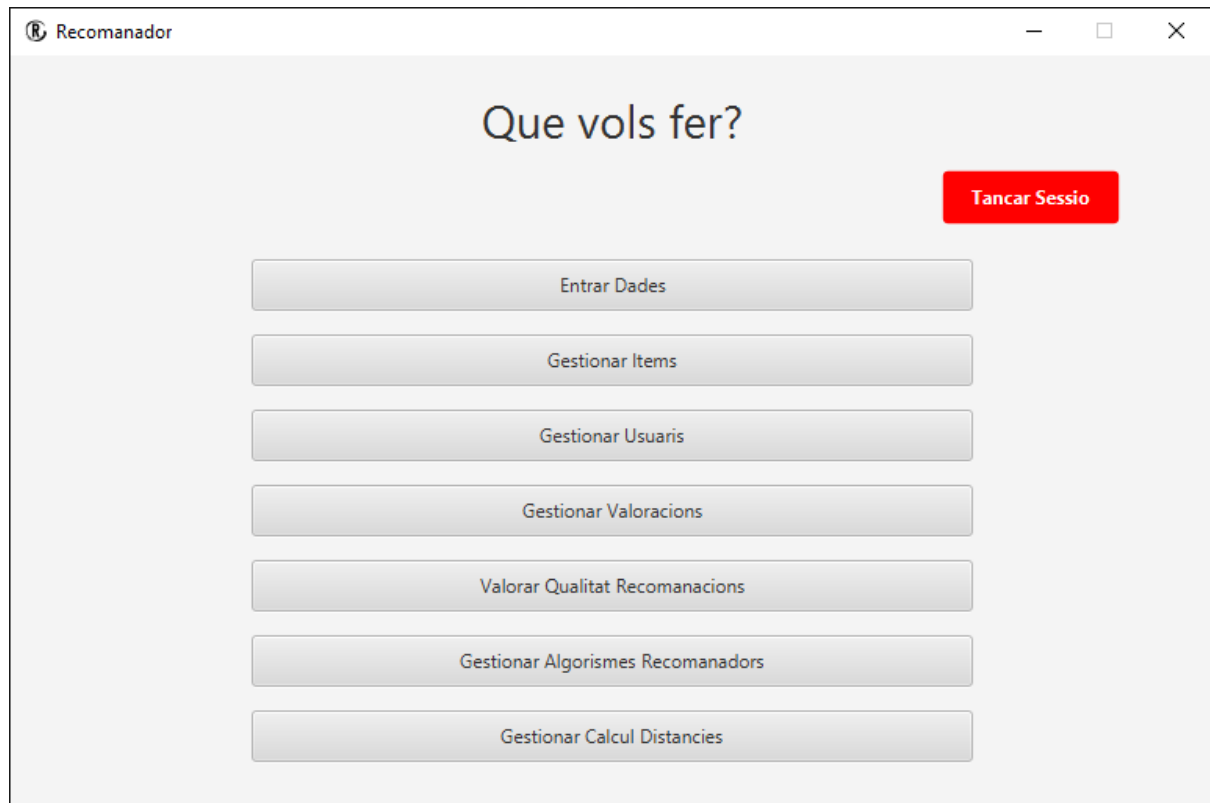 Recomanador
Que vols fer?
Tancar Sessio
Entrar Dades
Gestionar Items
Gestionar Usuaris
Gestionar Valoracions
Valorar Qualitat Recomanacions
Gestionar Algorismes Recomanadors
Gestionar Calcul Distancies